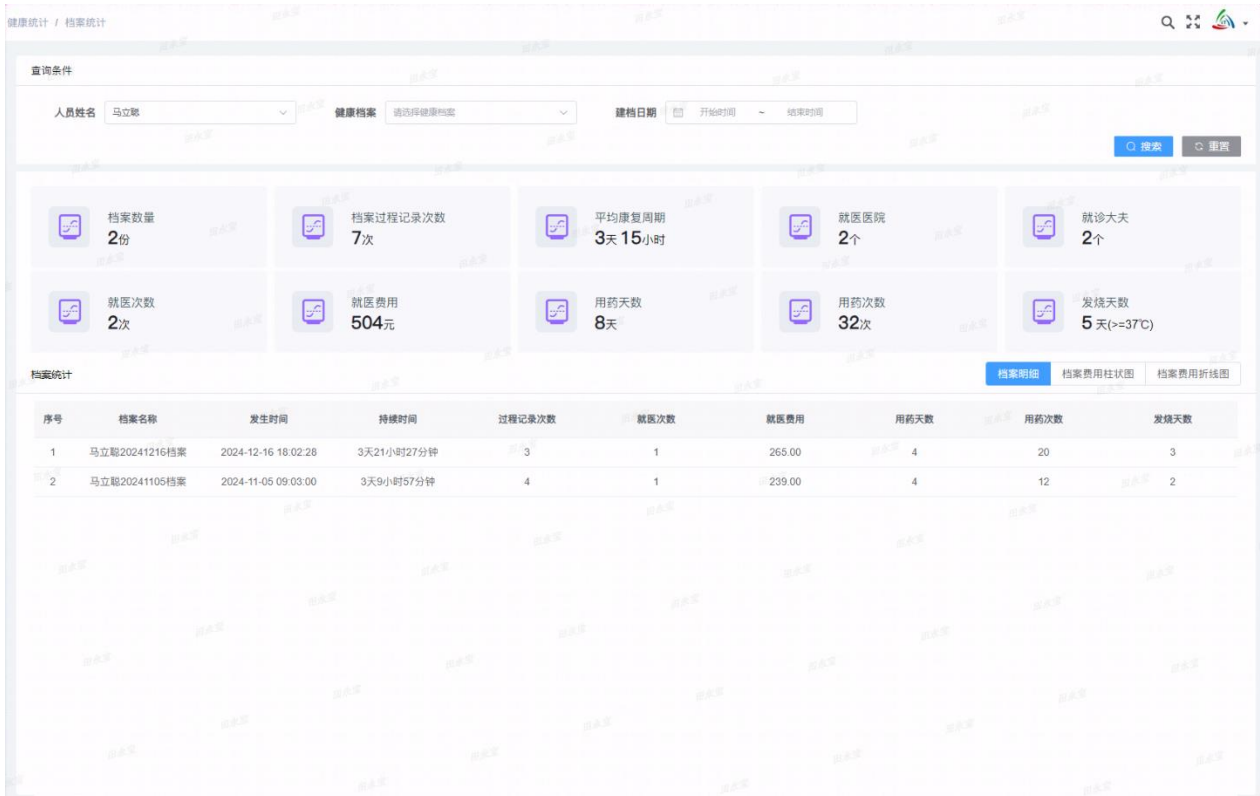 健康统计 / 档案统计
查询条件
人员姓名 马立聪 健康档案 请选择健康档案 建档日期 开始时间 ~ 结束时间
搜索 重置
档案数量 档案过程记录次数 平均康复周期 就医医院 就诊大夫
2份 7次 3天 15小时 2个 2个
就医次数 就医费用 用药天数 用药次数 发烧天数
2次 504元 8天 32次 5 天(>=37℃)
档案统计 档案明细 档案费用柱状图 档案费用折线图
序号 档案名称 发生时间 持续时间 过程记录次数 就医次数 就医费用 用药天数 用药次数 发烧天数
1 马立聪20241216档案 2024-12-16 18:02:28 3天21小时27分钟 3 1 265.00 4 20 3
2 马立聪20241105档案 2024-11-05 09:03:00 3天9小时57分钟 4 1 239.00 4 12 2